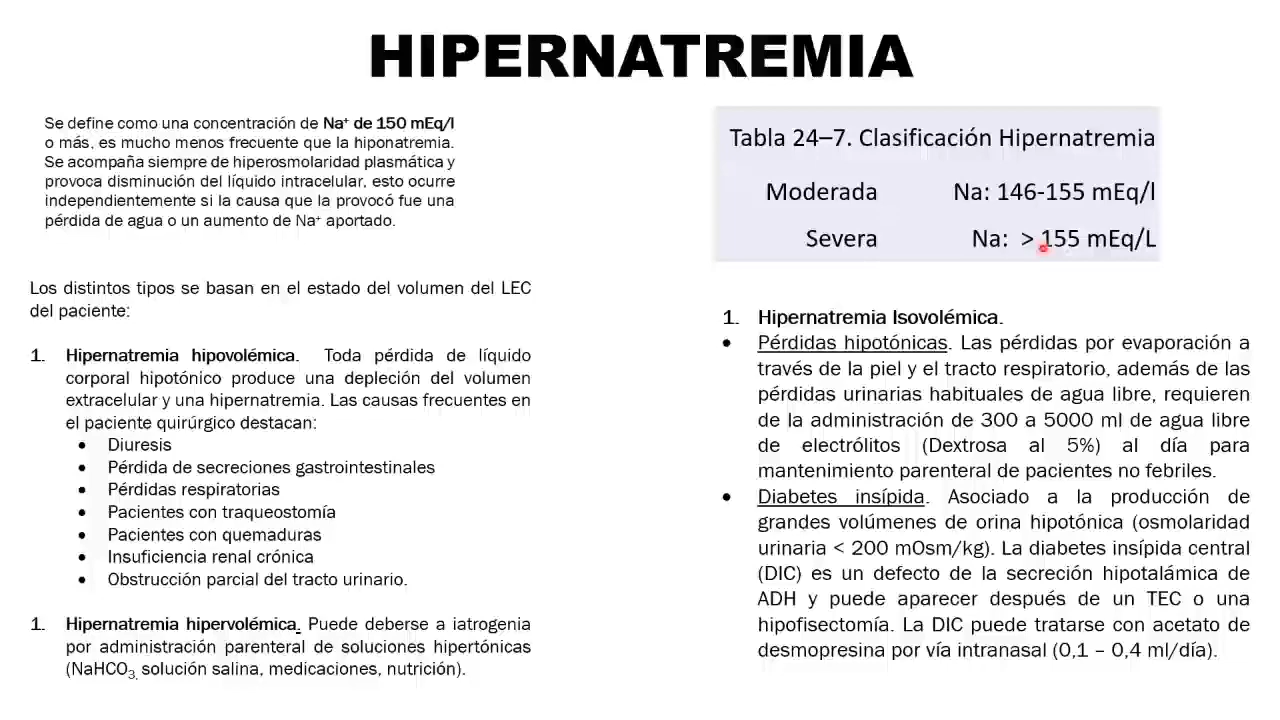 HIPERNATREMIA
Se define como una concentración de Na⁺ de 150 mEq/l
o más, es mucho menos frecuente que la hiponatremia.
Se acompaña siempre de hiperosmolaridad plasmática y
provoca disminución del líquido intracelular, esto ocurre
independientemente si la causa que la provocó fue una
pérdida de agua o un aumento de Na⁺ aportado.
Los distintos tipos se basan en el estado del volumen del LEC
del paciente:
1. Hipernatremia hipovolémica. Toda pérdida de líquido
corporal hipotónico produce una depleción del volumen
extracelular y una hipernatremia. Las causas frecuentes en
el paciente quirúrgico destacan:
• Diuresis
• Pérdida de secreciones gastrointestinales
• Pérdidas respiratorias
• Pacientes con traqueostomía
• Pacientes con quemaduras
• Insuficiencia renal crónica
• Obstrucción parcial del tracto urinario.
1. Hipernatremia hipervolémica. Puede deberse a iatrogenia
por administración parenteral de soluciones hipertónicas
(NaHCO₃, solución salina, medicaciones, nutrición).
Tabla 24–7. Clasificación Hipernatremia
Moderada Na: 146-155 mEq/l
Severa Na: > 155 mEq/L
1. Hipernatremia Isovolémica.
• Pérdidas hipotónicas. Las pérdidas por evaporación a
través de la piel y el tracto respiratorio, además de las
pérdidas urinarias habituales de agua libre, requieren
de la administración de 300 a 5000 ml de agua libre
de electrólitos (Dextrosa al 5%) al día para
mantenimiento parenteral de pacientes no febriles.
• Diabetes insípida. Asociado a la producción de
grandes volúmenes de orina hipotónica (osmolaridad
urinaria < 200 mOsm/kg). La diabetes insípida central
(DIC) es un defecto de la secreción hipotalámica de
ADH y puede aparecer después de un TEC o una
hipofisectomía. La DIC puede tratarse con acetato de
desmopresina por vía intranasal (0,1 – 0,4 ml/día).